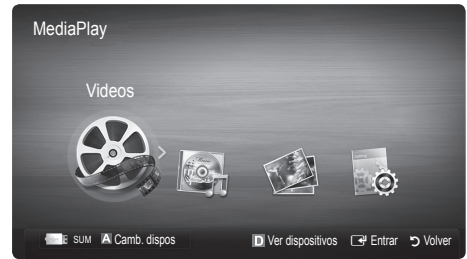 MediaPlay
Videos
SUM A Camb. dispos D Ver dispositivos Entrar Volver